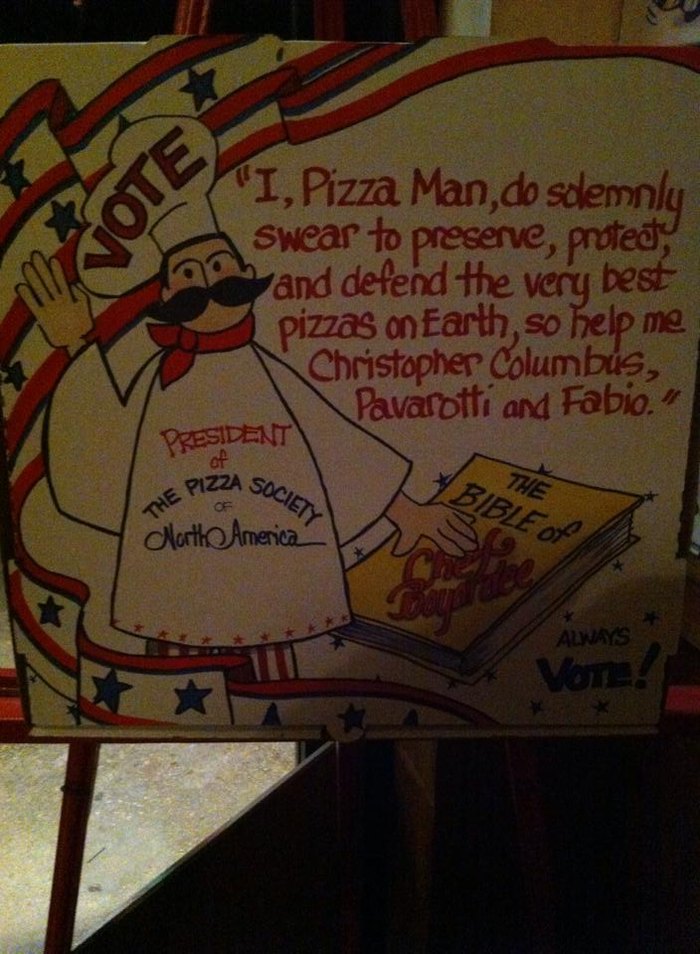 VOTE
"I, Pizza Man, do solemnly
swear to preserve, protect,
and defend the very best
pizzas on Earth, so help me
Christopher Columbus,
Pavarotti and Fabio."
PRESIDENT
of
THE PIZZA SOCIETY
OF
North America
THE
BIBLE of
Chef
Boyardee
ALWAYS
VOTE!